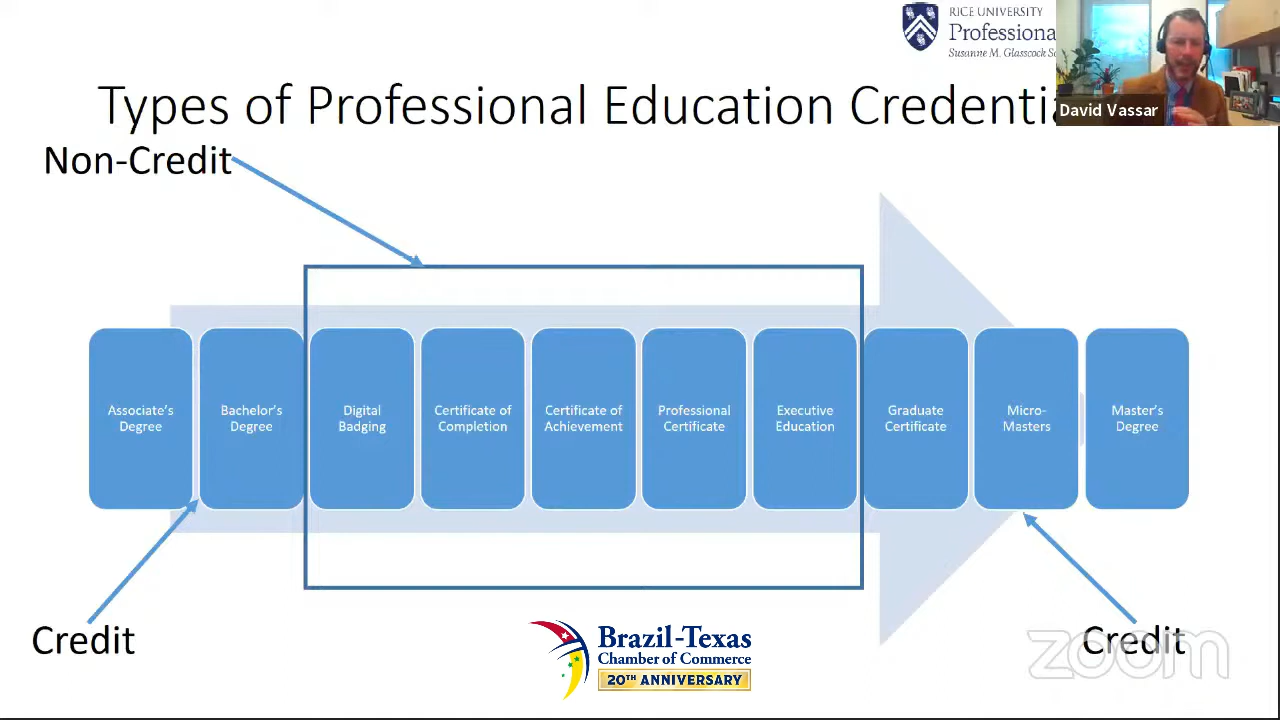 RICE UNIVERSITY
Professiona
Susanne M. Glasscock
David Vassar
Types of Professional Education Credenti
Non-Credit
Associate's
Degree
Bachelor's
Degree
Digital
Badging
Certificate of
Completion
Certificate of
Achievement
Professional
Certificate
Executive
Education
Graduate
Certificate
Micro-
Masters
Master's
Degree
Credit
Credit
zoom
Brazil-Texas
Chamber of Commerce
20TH ANNIVERSARY